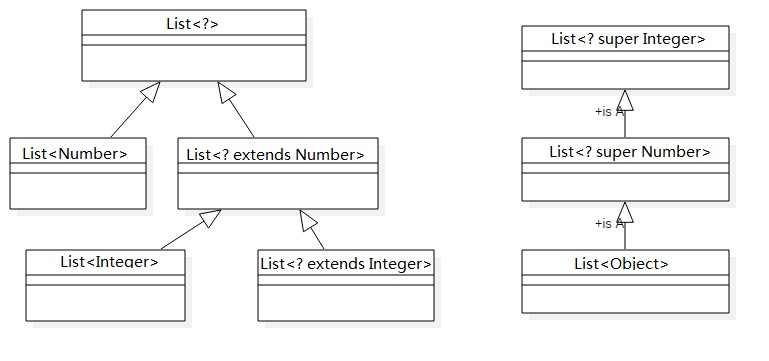 List<?>
List<Number>
List<? extends Number>
List<Integer>
List<? extends Integer>
List<? super Integer>
+is A
List<? super Number>
+is A
List<Object>